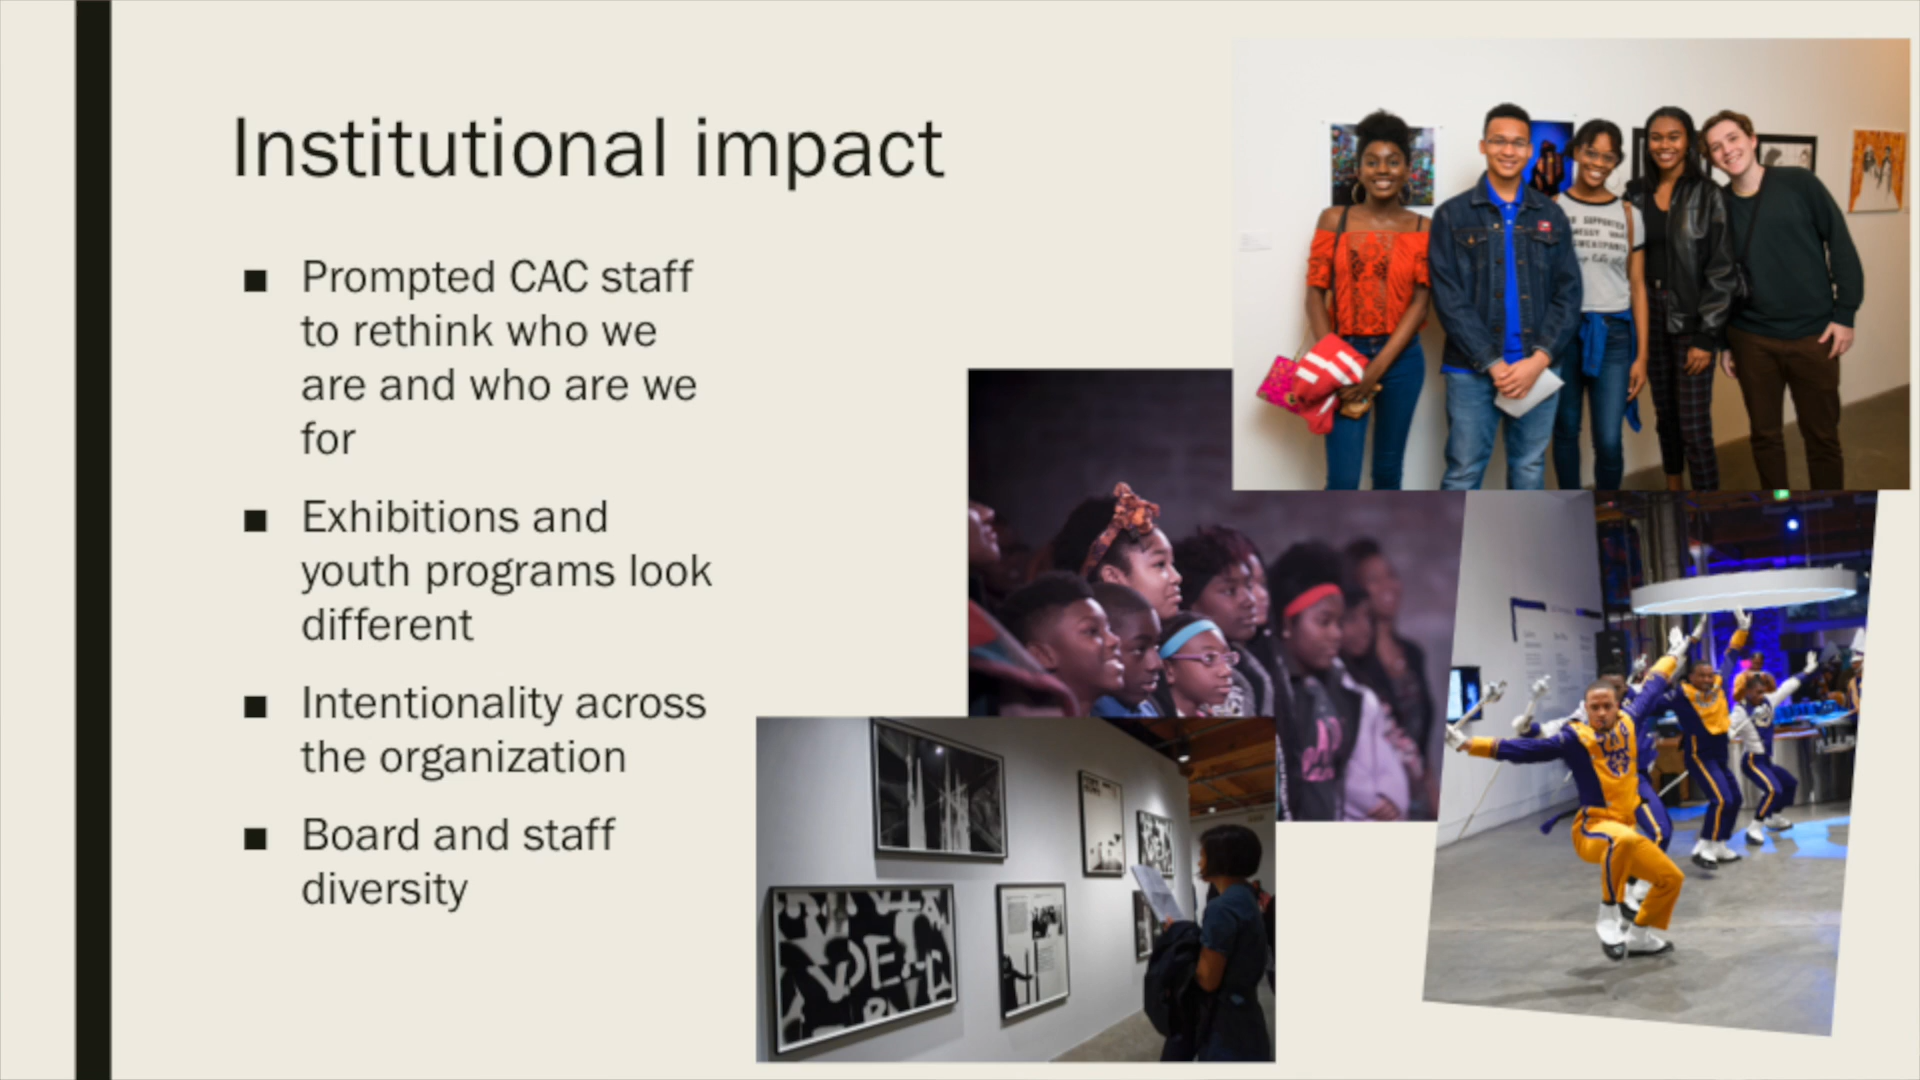 Institutional impact
■ Prompted CAC staff
to rethink who we
are and who are we
for
■ Exhibitions and
youth programs look
different
■ Intentionality across
the organization
■ Board and staff
diversity